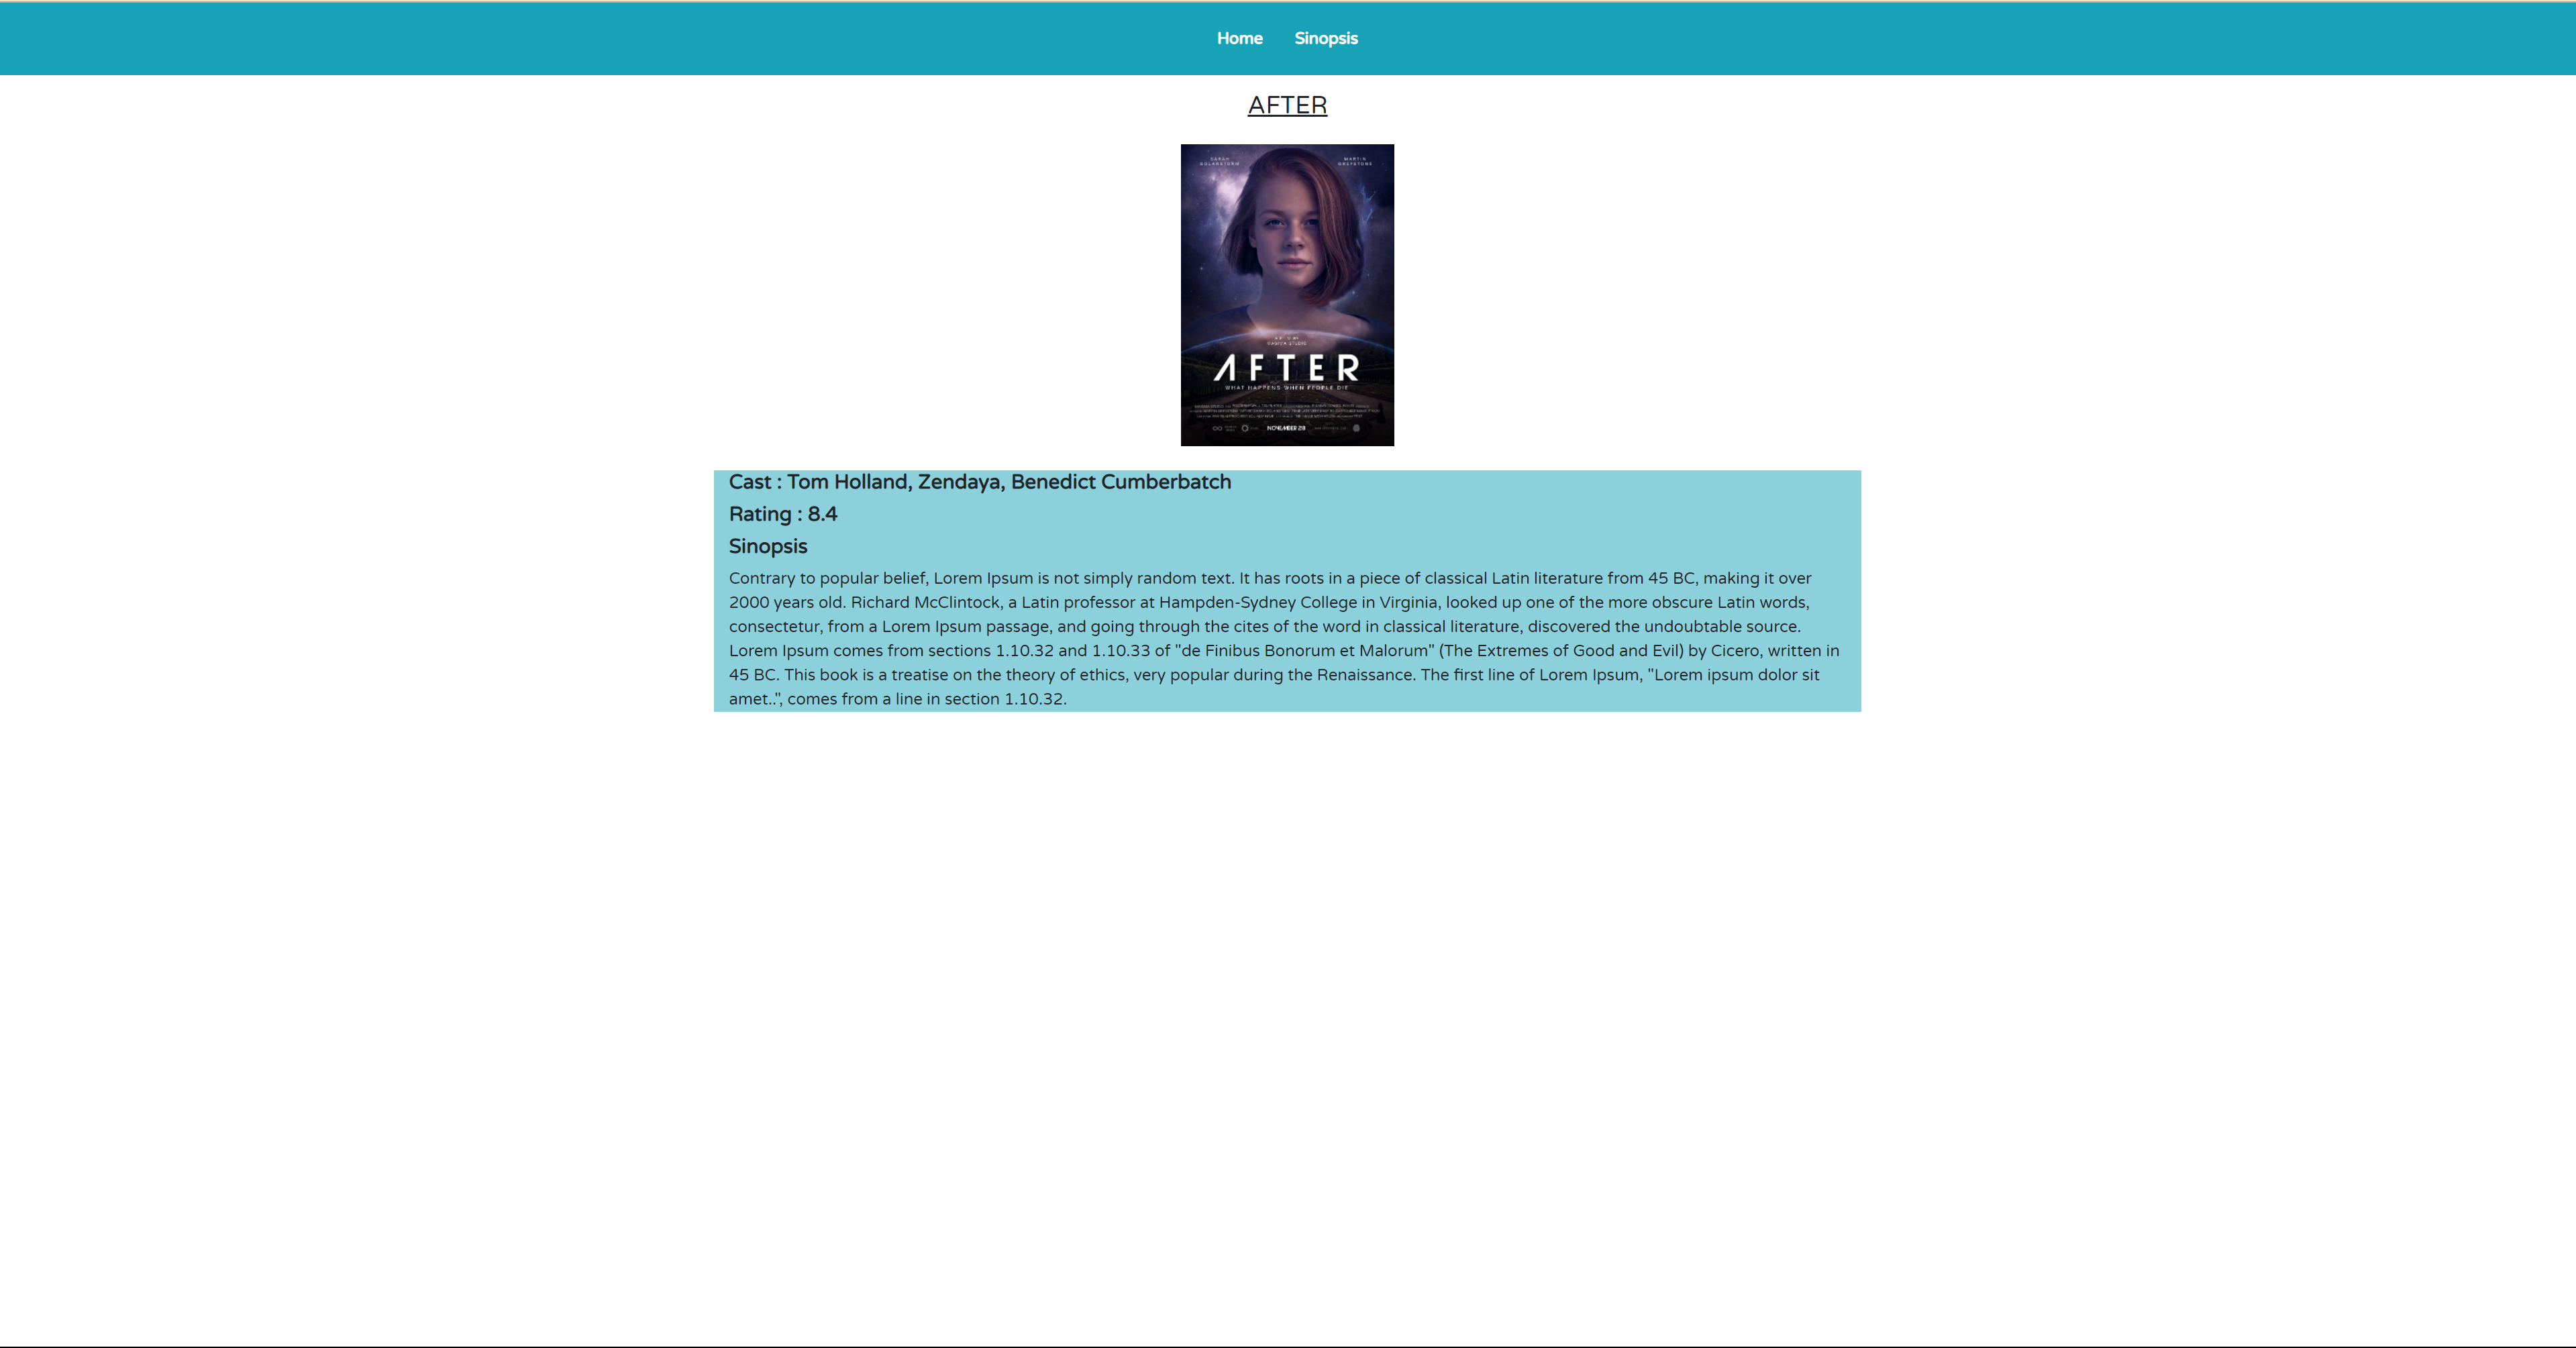 Home Sinopsis
AFTER
SARAH MARTIN
GOLDNSTORM GREYSTONE
AFTER
WHAT HAPPENS WHEN PEOPLE DIE
NOVEMBER 28
Cast : Tom Holland, Zendaya, Benedict Cumberbatch
Rating : 8.4
Sinopsis
Contrary to popular belief, Lorem Ipsum is not simply random text. It has roots in a piece of classical Latin literature from 45 BC, making it over
2000 years old. Richard McClintock, a Latin professor at Hampden-Sydney College in Virginia, looked up one of the more obscure Latin words,
consectetur, from a Lorem Ipsum passage, and going through the cites of the word in classical literature, discovered the undoubtable source.
Lorem Ipsum comes from sections 1.10.32 and 1.10.33 of "de Finibus Bonorum et Malorum" (The Extremes of Good and Evil) by Cicero, written in
45 BC. This book is a treatise on the theory of ethics, very popular during the Renaissance. The first line of Lorem Ipsum, "Lorem ipsum dolor sit
amet..", comes from a line in section 1.10.32.